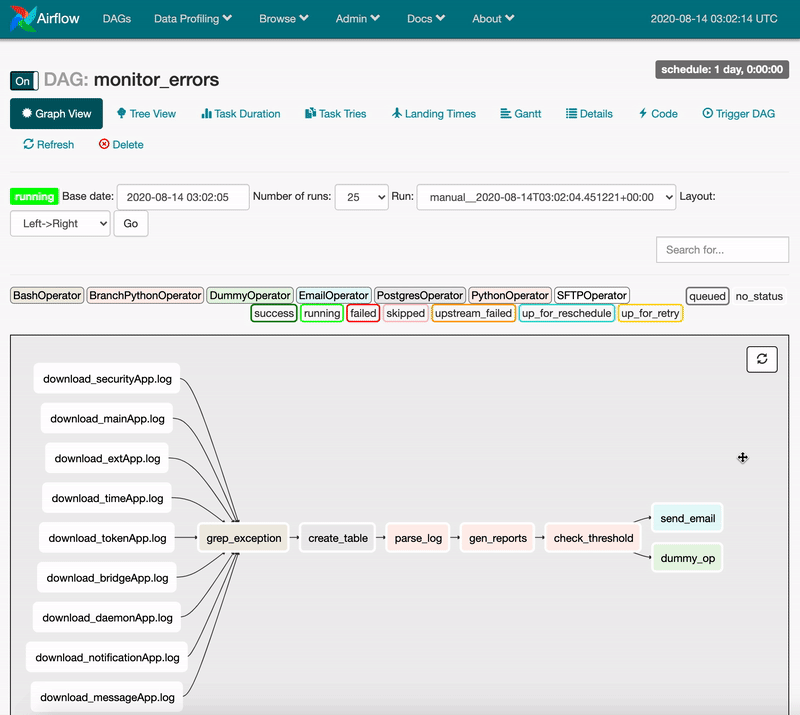 Airflow DAGs Data Profiling Browse Admin Docs About 2020-08-14 03:02:14 UTC
On DAG: monitor_errors schedule: 1 day, 0:00:00
Graph View Tree View Task Duration Task Tries Landing Times Gantt Details Code Trigger DAG
Refresh Delete
running Base date: 2020-08-14 03:02:05 Number of runs: 25 Run: manual__2020-08-14T03:02:04.451221+00:00 Layout:
Left->Right Go
Search for...
BashOperator BranchPythonOperator DummyOperator EmailOperator PostgresOperator PythonOperator SFTPOperator queued no_status
success running failed skipped upstream_failed up_for_reschedule up_for_retry
download_securityApp.log
download_mainApp.log
download_extApp.log
download_timeApp.log
send_email
download_tokenApp.log grep_exception create_table parse_log gen_reports check_threshold
dummy_op
download_bridgeApp.log
download_daemonApp.log
download_notificationApp.log
download_messageApp.log